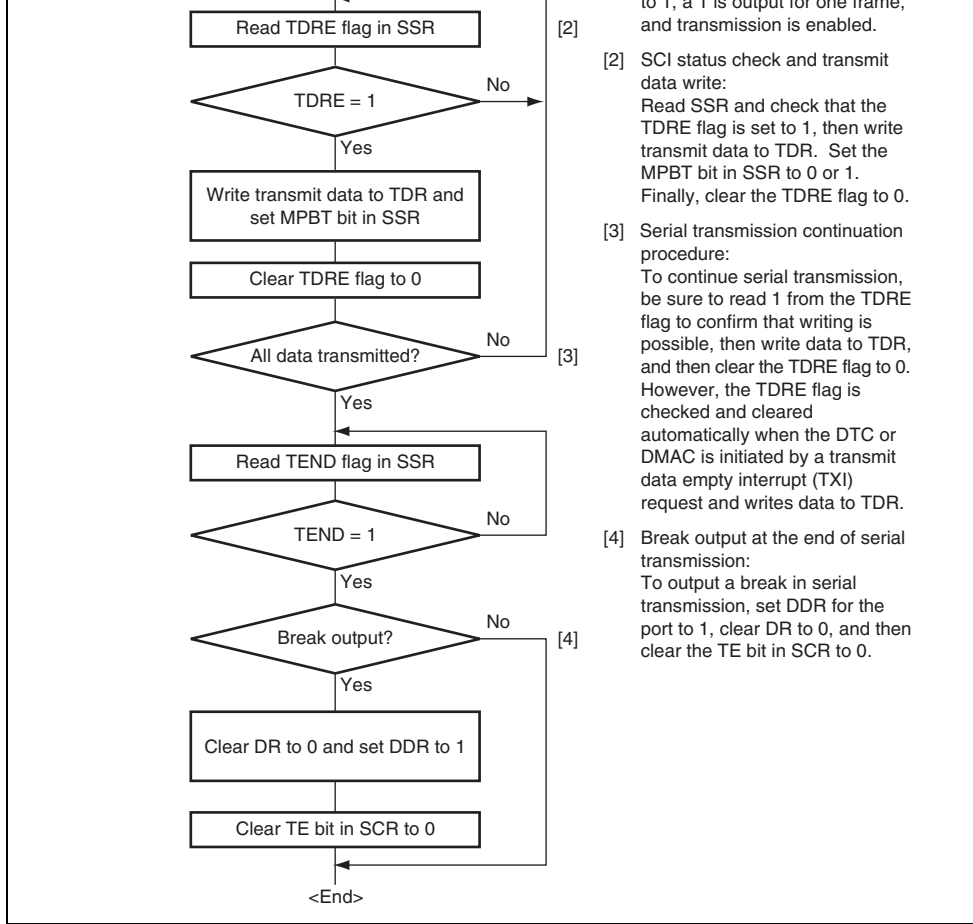 to 1, a 1 is output for one frame,
and transmission is enabled.
Read TDRE flag in SSR
[2]
[2] SCI status check and transmit
data write:
Read SSR and check that the
TDRE flag is set to 1, then write
transmit data to TDR. Set the
MPBT bit in SSR to 0 or 1.
Finally, clear the TDRE flag to 0.
No
TDRE = 1
Yes
Write transmit data to TDR and
set MPBT bit in SSR
[3] Serial transmission continuation
procedure:
To continue serial transmission,
be sure to read 1 from the TDRE
flag to confirm that writing is
possible, then write data to TDR,
and then clear the TDRE flag to 0.
However, the TDRE flag is
checked and cleared
automatically when the DTC or
DMAC is initiated by a transmit
data empty interrupt (TXI)
request and writes data to TDR.
Clear TDRE flag to 0
No
All data transmitted?
[3]
Yes
Read TEND flag in SSR
No
TEND = 1
Yes
[4] Break output at the end of serial
transmission:
To output a break in serial
transmission, set DDR for the
port to 1, clear DR to 0, and then
clear the TE bit in SCR to 0.
No
Break output?
[4]
Yes
Clear DR to 0 and set DDR to 1
Clear TE bit in SCR to 0
<End>